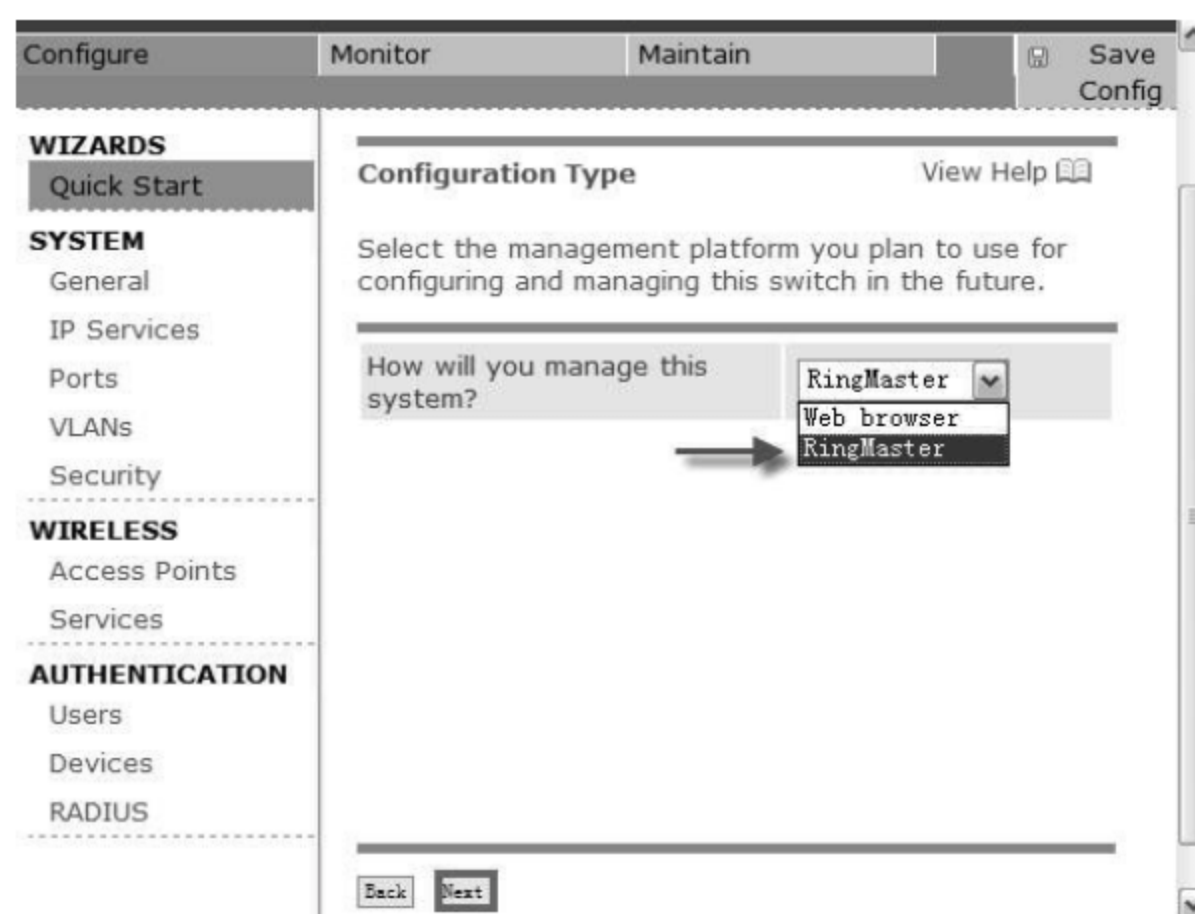 Configure
Monitor
Maintain
Save
Config
WIZARDS
Quick Start
SYSTEM
General
IP Services
Ports
VLANs
Security
WIRELESS
Access Points
Services
AUTHENTICATION
Users
Devices
RADIUS
Configuration Type
View Help
Select the management platform you plan to use for
configuring and managing this switch in the future.
How will you manage this
system?
RingMaster
Web browser
RingMaster
Back
Next